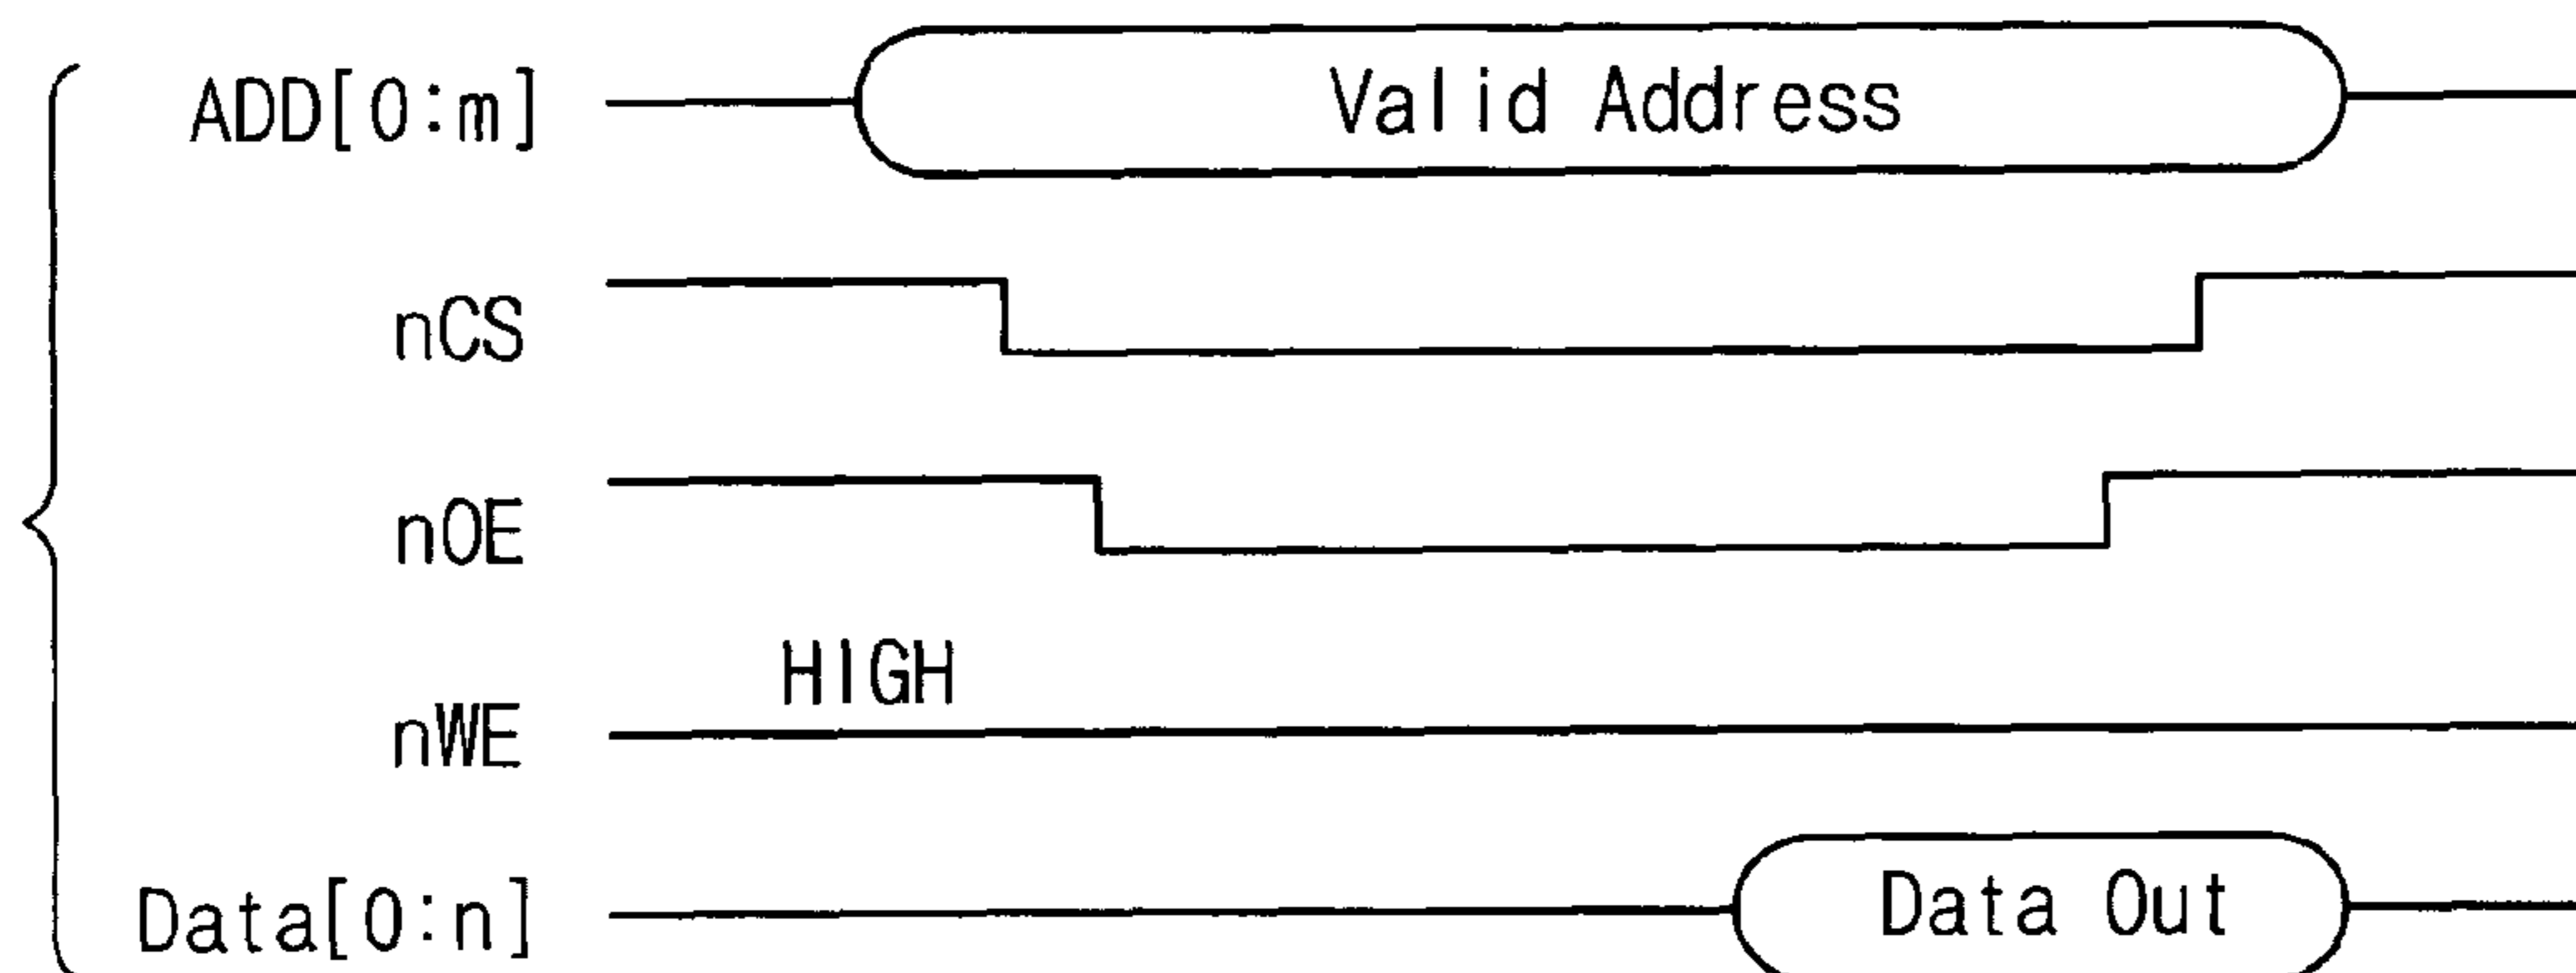 ADD[0:m] Valid Address
nCS
nOE
HIGH
nWE
Data[0:n] Data Out